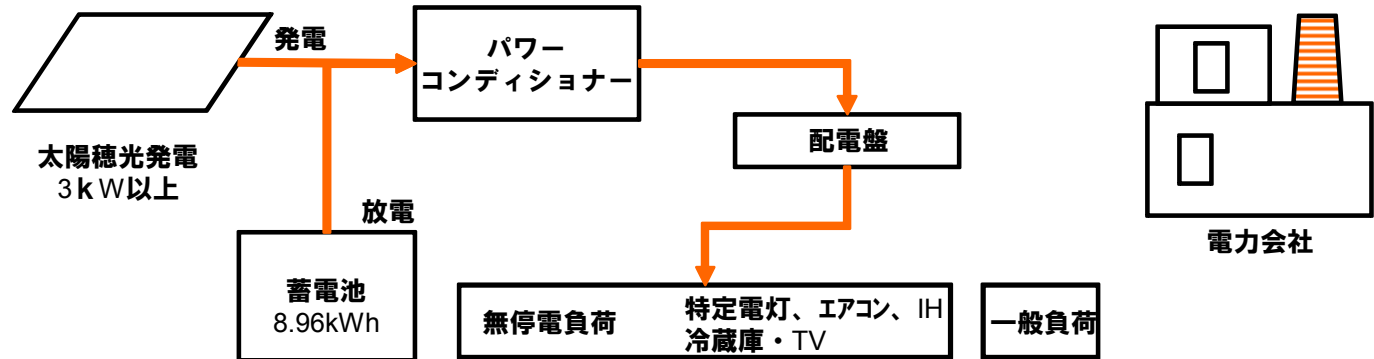 発電
パワー
コンディショナー
配電盤
太陽穂光発電
3kW以上
放電
電力会社
蓄電池
8.96kWh
無停電負荷
特定電灯、エアコン、IH
冷蔵庫・TV
一般負荷